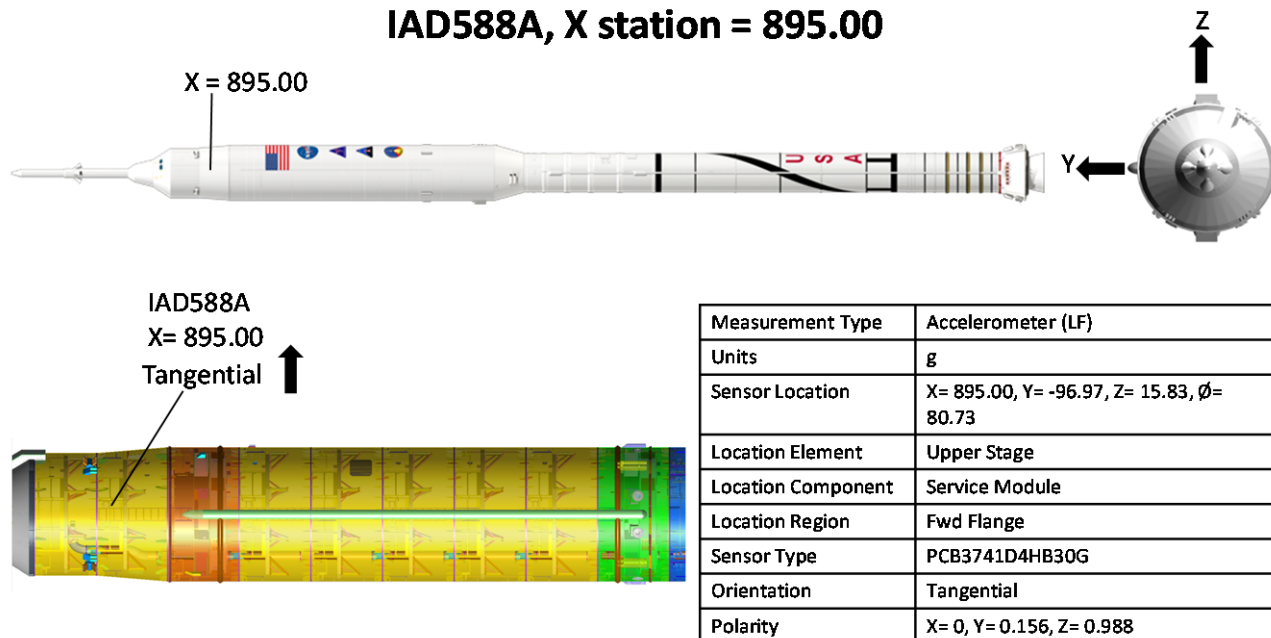 IAD588A, X station = 895.00
X = 895.00
Z
Y
USA
IAD588A
X= 895.00
Tangential
Measurement Type Accelerometer (LF)
Units g
Sensor Location X= 895.00, Y= -96.97, Z= 15.83, Ø=
80.73
Location Element Upper Stage
Location Component Service Module
Location Region Fwd Flange
Sensor Type PCB3741D4HB30G
Orientation Tangential
Polarity X= 0, Y= 0.156, Z= 0.988